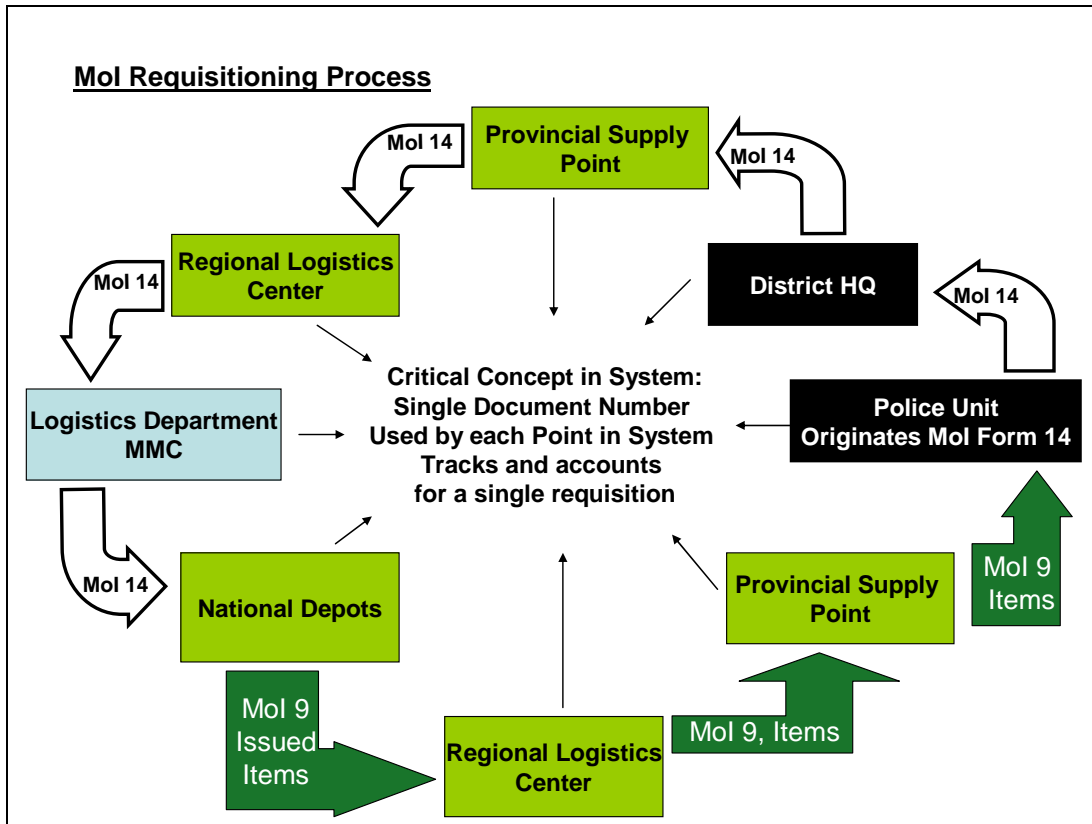 MoI Requisitioning Process
MoI 14
Provincial Supply
Point
MoI 14
Regional Logistics
Center
MoI 14
District HQ
MoI 14
Critical Concept in System:
Single Document Number
Used by each Point in System
Tracks and accounts
for a single requisition
Logistics Department
MMC
Police Unit
Originates MoI Form 14
MoI 14
National Depots
Provincial Supply
Point
MoI 9
Items
MoI 9
Issued
Items
Regional Logistics
Center
MoI 9, Items